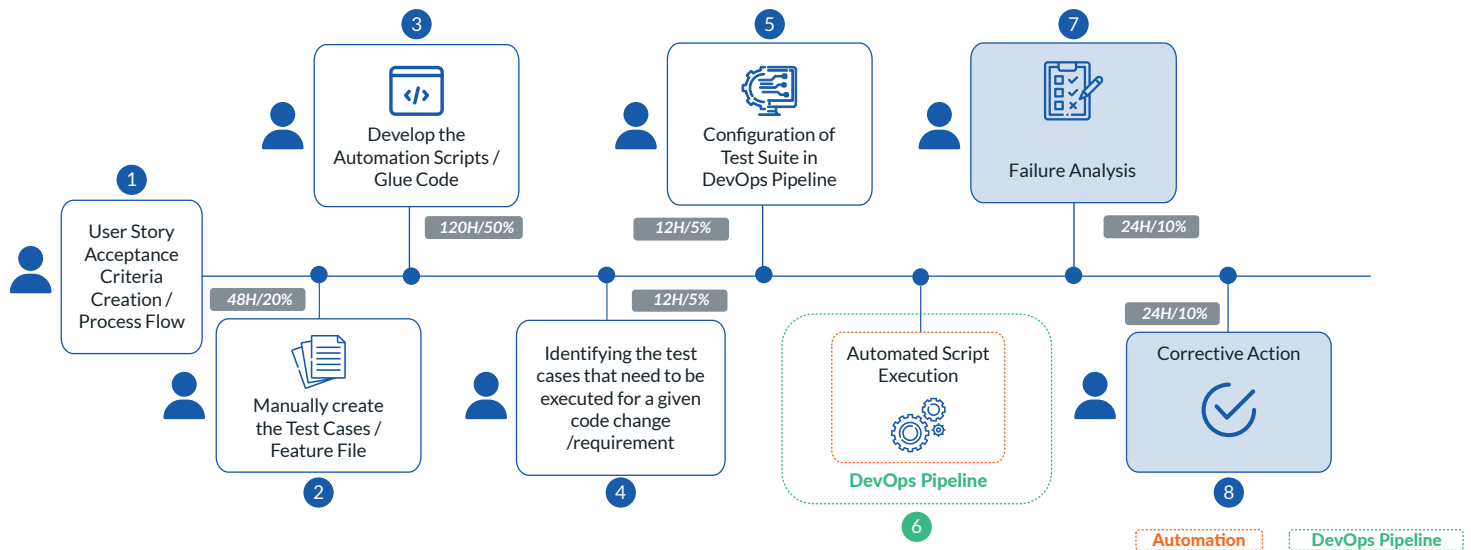 1
User Story
Acceptance
Criteria
Creation /
Process Flow
48H/20%
Manually create
the Test Cases /
Feature File
2
3
</>
Develop the
Automation Scripts /
Glue Code
120H/50%
12H/5%
Identifying the test
cases that need to be
executed for a given
code change
/requirement
4
5
Configuration of
Test Suite in
DevOps Pipeline
12H/5%
Automated Script
Execution
DevOps Pipeline
6
7
Failure Analysis
24H/10%
24H/10%
Corrective Action
8
Automation
DevOps Pipeline